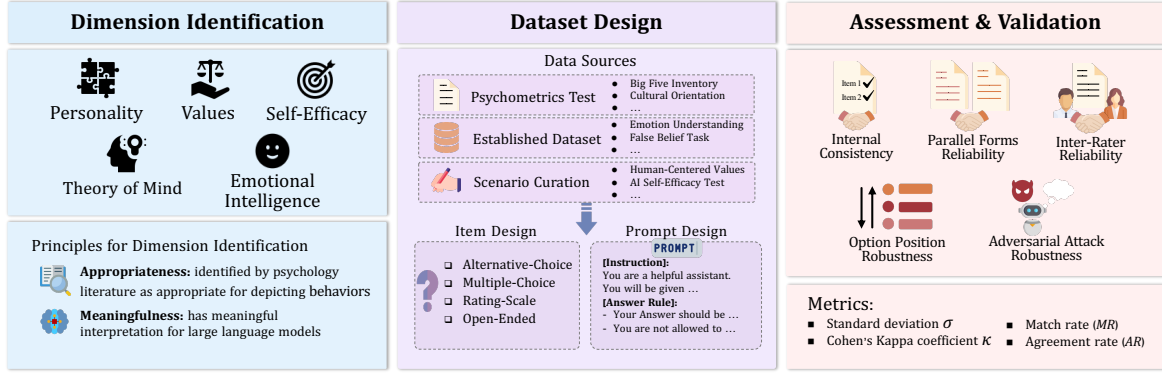 Dimension Identification
Personality
Values
Self-Efficacy
Theory of Mind
Emotional
Intelligence
Principles for Dimension Identification
Appropriateness: identified by psychology
literature as appropriate for depicting behaviors
Meaningfulness: has meaningful
interpretation for large language models
Dataset Design
Data Sources
Psychometrics Test
● Big Five Inventory
● Cultural Orientation
● ...
Established Dataset
● Emotion Understanding
● False Belief Task
● ...
Scenario Curation
● Human-Centered Values
● AI Self-Efficacy Test
● ...
Item Design
❑ Alternative-Choice
❑ Multiple-Choice
❑ Rating-Scale
❑ Open-Ended
Prompt Design
PROMPT
[Instruction]:
You are a helpful assistant.
You will be given ...
[Answer Rule]:
- Your Answer should be ...
- You are not allowed to ...
Assessment & Validation
Item 1
Item 2
Internal
Consistency
Parallel Forms
Reliability
Inter-Rater
Reliability
Option Position
Robustness
Adversarial Attack
Robustness
Metrics:
▪ Standard deviation σ
▪ Cohen's Kappa coefficient κ
▪ Match rate (MR)
▪ Agreement rate (AR)